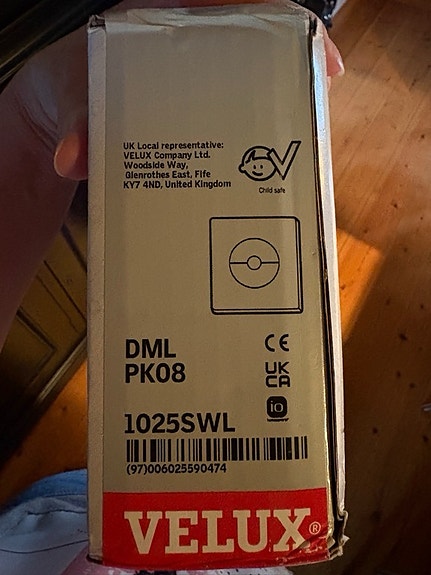 UK Local representative:
VELUX Company Ltd.
Woodside Way,
Glenrothes East, Fife
KY7 4ND, United Kingdom
Child safe
DML
PK08
CE
UK
CA
io
1025SWL
(97)006025590474
VELUX®